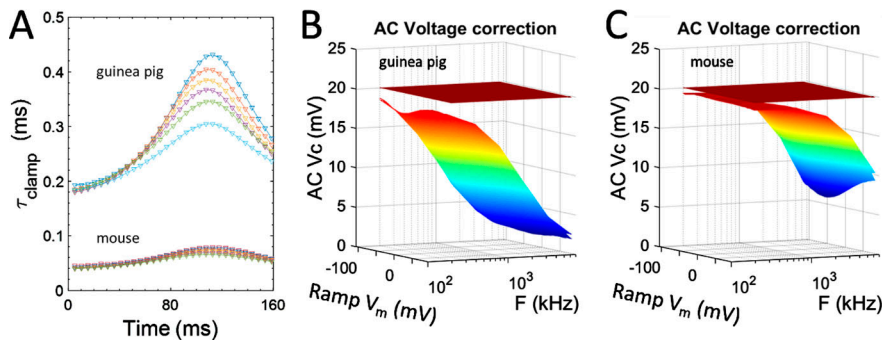 A
0.5
0.4
0.3
0.2
0.1
0
0
80
160
τclamp (ms)
Time (ms)
guinea pig
mouse
B
AC Voltage correction
guinea pig
25
20
15
10
5
0
AC Vc (mV)
-100
0
Ramp Vm (mV)
10²
10³
F (kHz)
C
AC Voltage correction
mouse
25
20
15
10
5
0
AC Vc (mV)
-100
0
Ramp Vm (mV)
10²
10³
F (kHz)